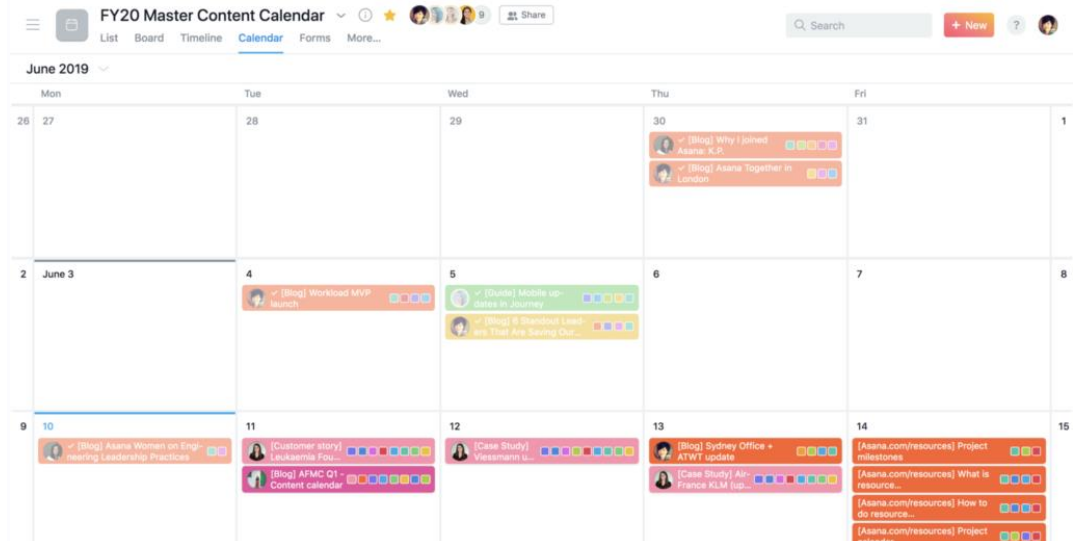 FY20 Master Content Calendar
9
Share
Search
+ New
?
List Board Timeline Calendar Forms More...
June 2019
Mon Tue Wed Thu Fri
26 27 28 29 30 31 1
[Blog] Why I joined
Asana: K.P.
[Blog] Asana Together in
London
2 June 3 4 5 6 7 8
[Blog] Workload MVP
launch
[Guide] Mobile up-
dates in Journey
[Blog] 6 Standout Lead-
ers That Are Saving Our...
9 10 11 12 13 14 15
[Blog] Asana Women on Engi-
neering Leadership Practices
[Customer story]
Leukaemia Fou...
[Blog] AFMC Q1 -
Content calendar
[Case Study]
Viessmann u...
[Blog] Sydney Office +
ATWT update
[Case Study] Air-
France KLM (up...
[Asana.com/resources] Project
milestones
[Asana.com/resources] What is
resource...
[Asana.com/resources] How to
do resource...
[Asana.com/resources] Project